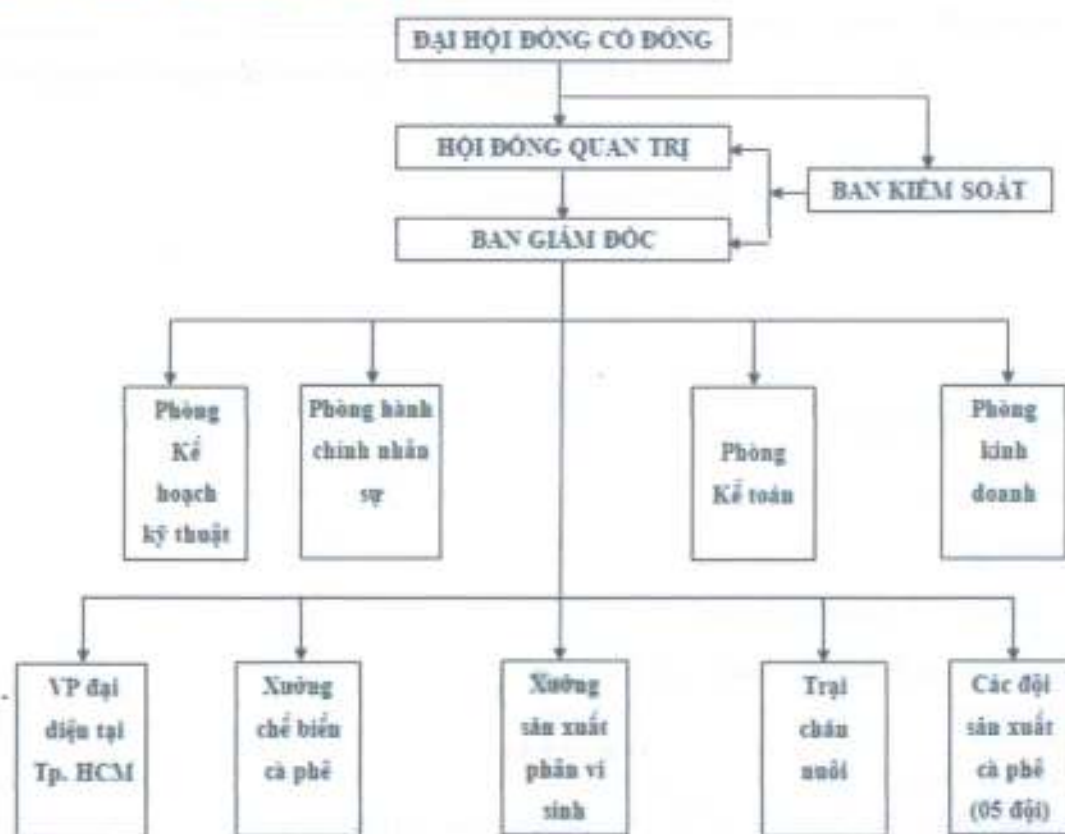 ĐẠI HỘI ĐỒNG CỔ ĐÔNG
HỘI ĐỒNG QUẢN TRỊ
BAN KIỂM SOÁT
BAN GIÁM ĐỐC
Phòng
Kế
hoạch
kỹ thuật
Phòng hành
chính nhân
sự
Phòng
Kế toán
Phòng
kinh
doanh
VP đại
diện tại
Tp. HCM
Xưởng
chế biến
cà phê
Xưởng
sản xuất
phân vi
sinh
Trại
chăn
nuôi
Các đội
sản xuất
cà phê
(05 đội)